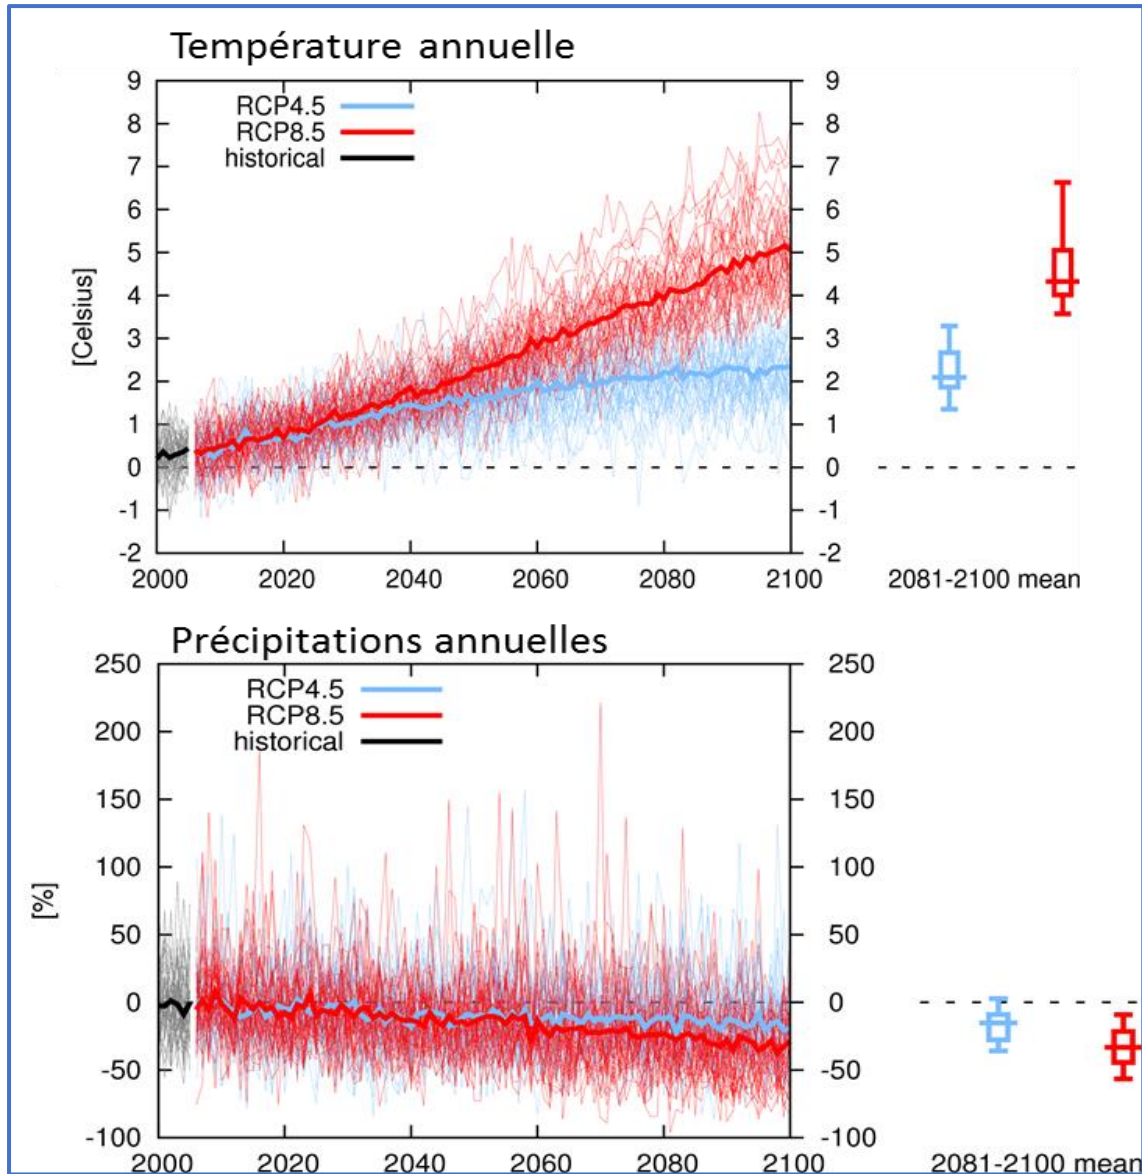 Température annuelle
9 9
8 RCP4.5 8
7 RCP8.5 7
6 historical 6
5 5
4 4
[Celsius]
3 3
2 2
1 1
0 0
-1 -1
-2 -2
2000 2020 2040 2060 2080 2100 2081-2100 mean
Précipitations annuelles
250 250
RCP4.5
200 RCP8.5 200
historical
150 150
100 100
[%]
50 50
0 0
-50 -50
-100 -100
2000 2020 2040 2060 2080 2100 2081-2100 mean